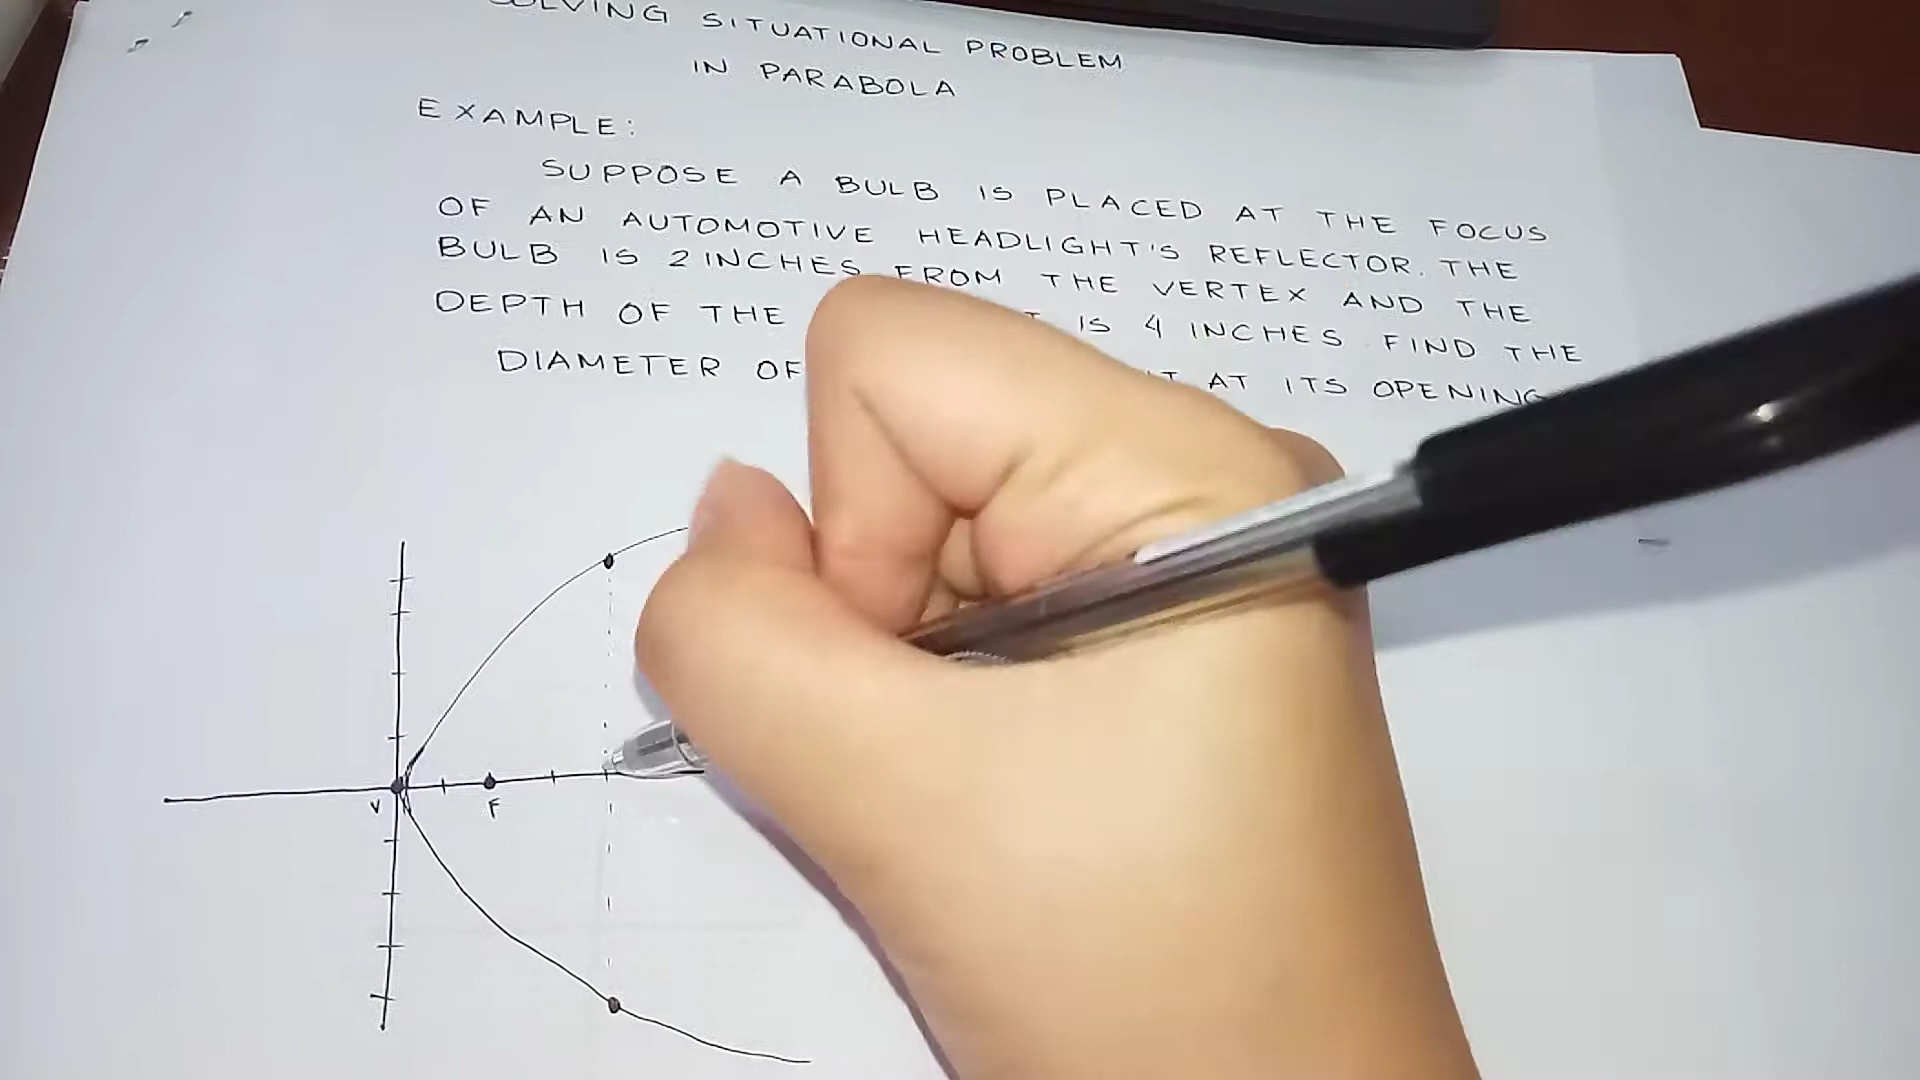 SOLVING SITUATIONAL PROBLEM
IN PARABOLA
EXAMPLE:
SUPPOSE A BULB IS PLACED AT THE FOCUS
OF AN AUTOMOTIVE HEADLIGHT'S REFLECTOR. THE
BULB IS 2 INCHES FROM THE VERTEX AND THE
DEPTH OF THE IS 4 INCHES FIND THE
DIAMETER OF AT ITS OPENING
V F